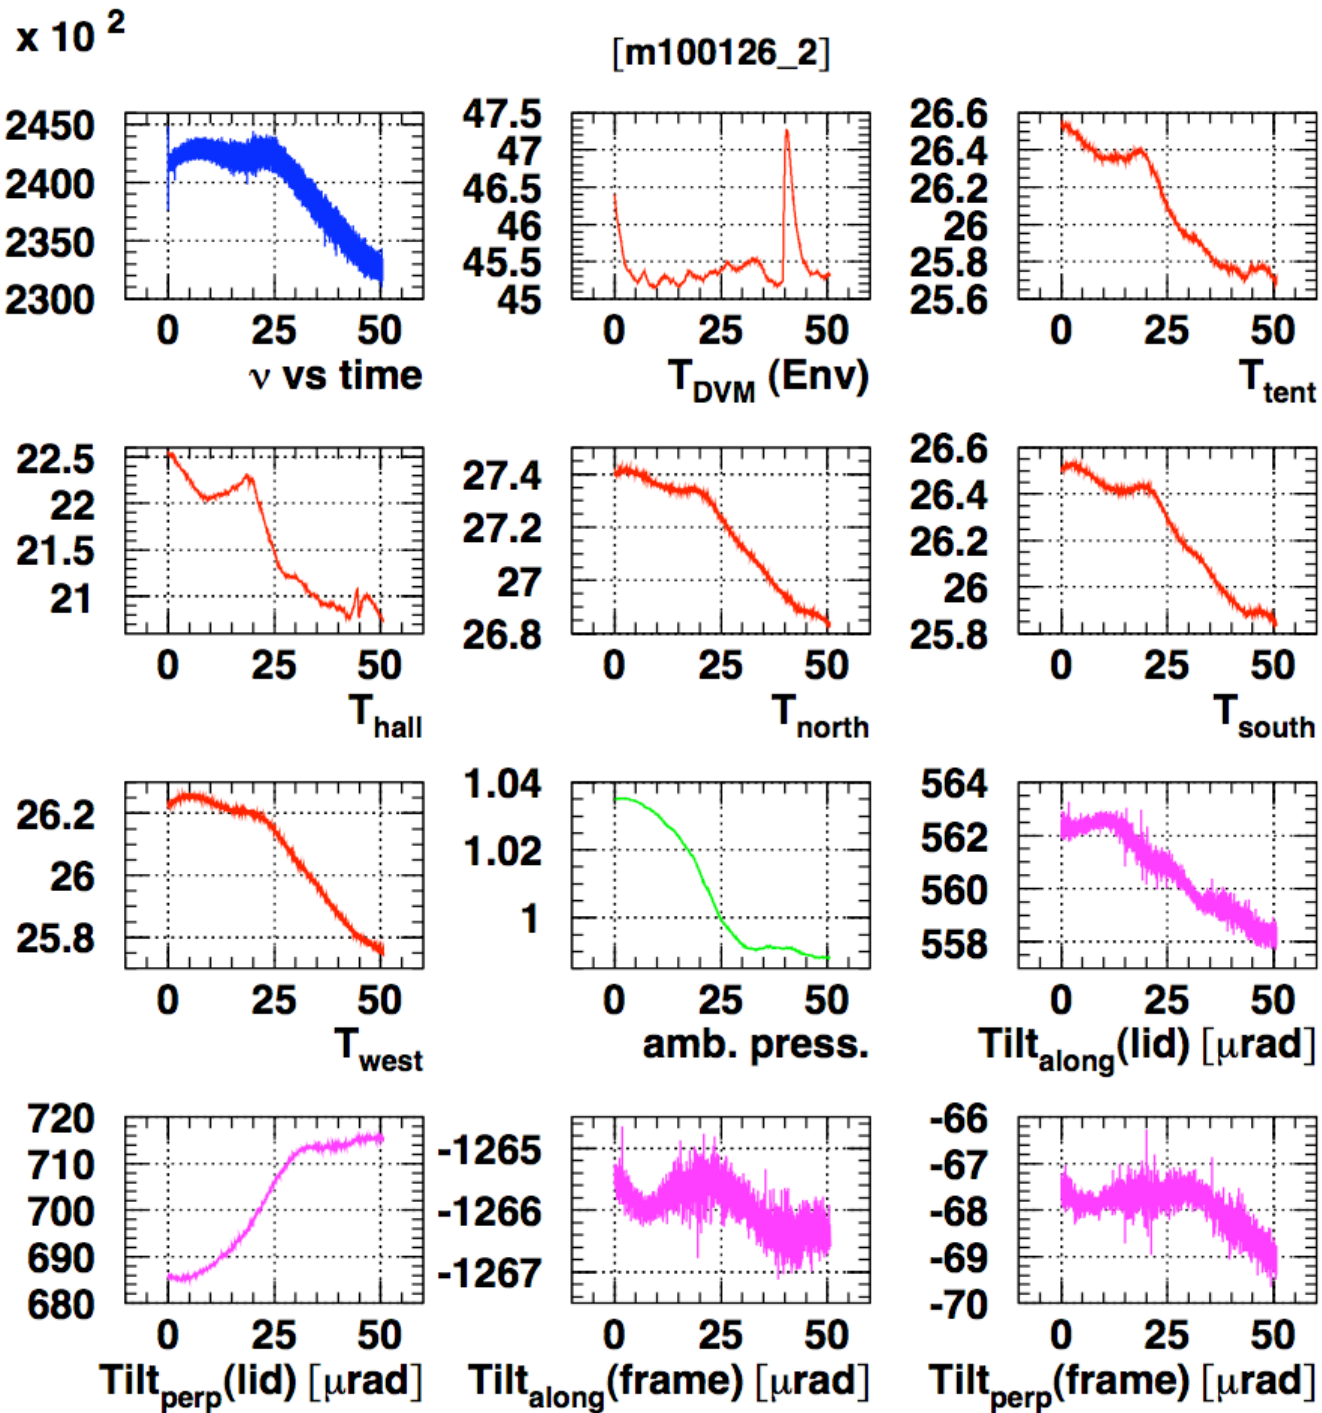 x 10 2
[m100126_2]
2450
2400
2350
2300
0 25 50
ν vs time
47.5
47
46.5
46
45.5
45
0 25 50
TDVM (Env)
26.6
26.4
26.2
26
25.8
25.6
0 25 50
Ttent
22.5
22
21.5
21
0 25 50
Thall
27.4
27.2
27
26.8
0 25 50
Tnorth
26.6
26.4
26.2
26
25.8
0 25 50
Tsouth
26.2
26
25.8
0 25 50
Twest
1.04
1.02
1
0 25 50
amb. press.
564
562
560
558
0 25 50
Tiltalong(lid) [μrad]
720
710
700
690
680
0 25 50
Tiltperp(lid) [μrad]
-1265
-1266
-1267
0 25 50
Tiltalong(frame) [μrad]
-66
-67
-68
-69
-70
0 25 50
Tiltperp(frame) [μrad]